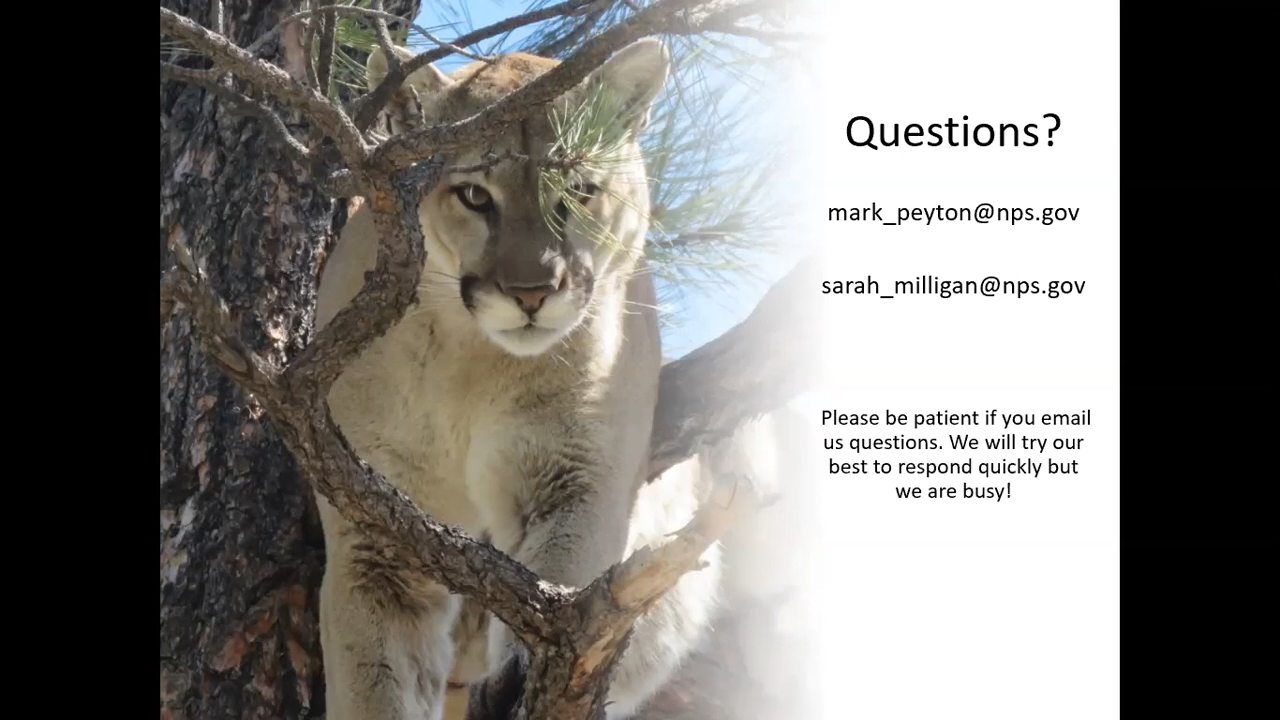 Questions?
mark_peyton@nps.gov
sarah_milligan@nps.gov
Please be patient if you email
us questions. We will try our
best to respond quickly but
we are busy!